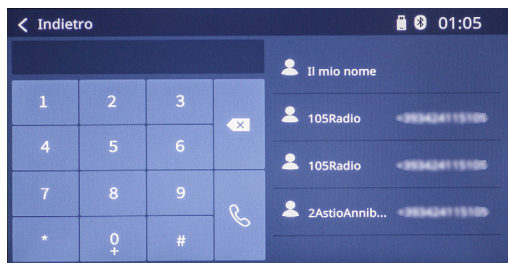 Indietro
01:05
1 2 3
4 5 6
7 8 9
* 0 #
+
Il mio nome
105Radio
105Radio
2AstioAnnib...